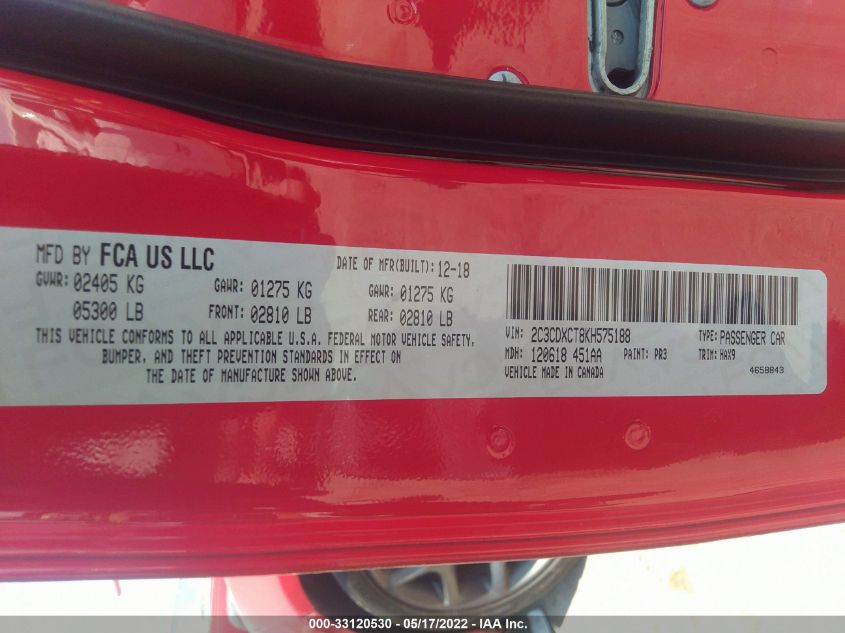 MFD BY FCA US LLC
DATE OF MFR(BUILT): 12-18
GVWR: 02405 KG GAWR: 01275 KG GAWR: 01275 KG
05300 LB FRONT: 02810 LB REAR: 02810 LB
THIS VEHICLE CONFORMS TO ALL APPLICABLE U.S.A. FEDERAL MOTOR VEHICLE SAFETY,
BUMPER, AND THEFT PREVENTION STANDARDS IN EFFECT ON
THE DATE OF MANUFACTURE SHOWN ABOVE.
VIN: 2C3CDXCT8KH575188 TYPE: PASSENGER CAR
MDH: 120618 451AA PAINT: PR3 TRIM: HAX9
VEHICLE MADE IN CANADA 4658843
000-33120530 - 05/17/2022 - IAA Inc.